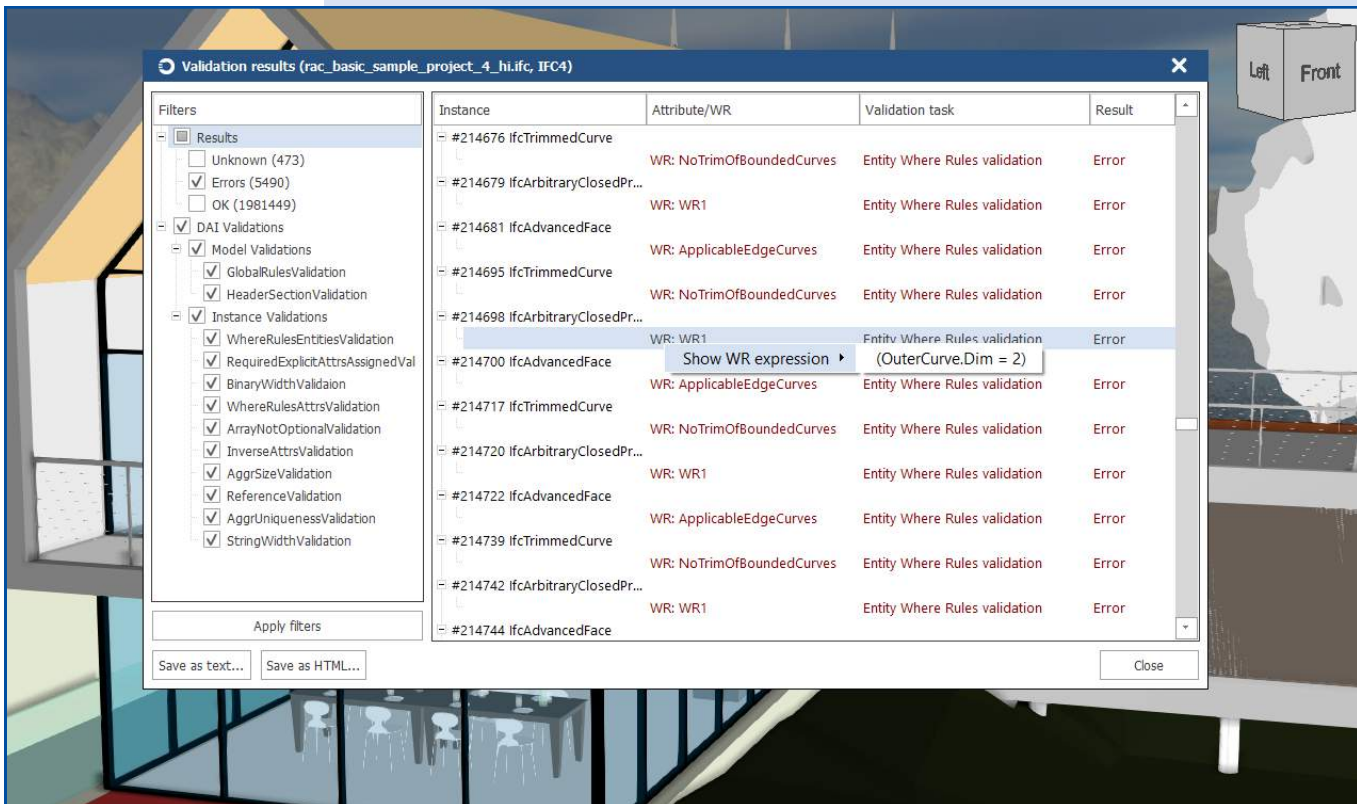 Validation results (rac_basic_sample_project_4_hi.ifc, IFC4)
Left
Front
Filters
Results
Unknown (473)
Errors (5490)
OK (1981449)
DAI Validations
Model Validations
GlobalRulesValidation
HeaderSectionValidation
Instance Validations
WhereRulesEntitiesValidation
RequiredExplicitAttrsAssignedVal
BinaryWidthValidaion
WhereRulesAttrsValidation
ArrayNotOptionalValidation
InverseAttrsValidation
AggrSizeValidation
ReferenceValidation
AggrUniquenessValidation
StringWidthValidation
Apply filters
Instance Attribute/WR Validation task Result
#214676 IfcTrimmedCurve
WR: NoTrimOfBoundedCurves Entity Where Rules validation Error
#214679 IfcArbitraryClosedPr...
WR: WR1 Entity Where Rules validation Error
#214681 IfcAdvancedFace
WR: ApplicableEdgeCurves Entity Where Rules validation Error
#214695 IfcTrimmedCurve
WR: NoTrimOfBoundedCurves Entity Where Rules validation Error
#214698 IfcArbitraryClosedPr...
WR: WR1 Entity Where Rules validation Error
Show WR expression (OuterCurve.Dim = 2)
#214700 IfcAdvancedFace
WR: ApplicableEdgeCurves Entity Where Rules validation Error
#214717 IfcTrimmedCurve
WR: NoTrimOfBoundedCurves Entity Where Rules validation Error
#214720 IfcArbitraryClosedPr...
WR: WR1 Entity Where Rules validation Error
#214722 IfcAdvancedFace
WR: ApplicableEdgeCurves Entity Where Rules validation Error
#214739 IfcTrimmedCurve
WR: NoTrimOfBoundedCurves Entity Where Rules validation Error
#214742 IfcArbitraryClosedPr...
WR: WR1 Entity Where Rules validation Error
#214744 IfcAdvancedFace
Save as text... Save as HTML... Close